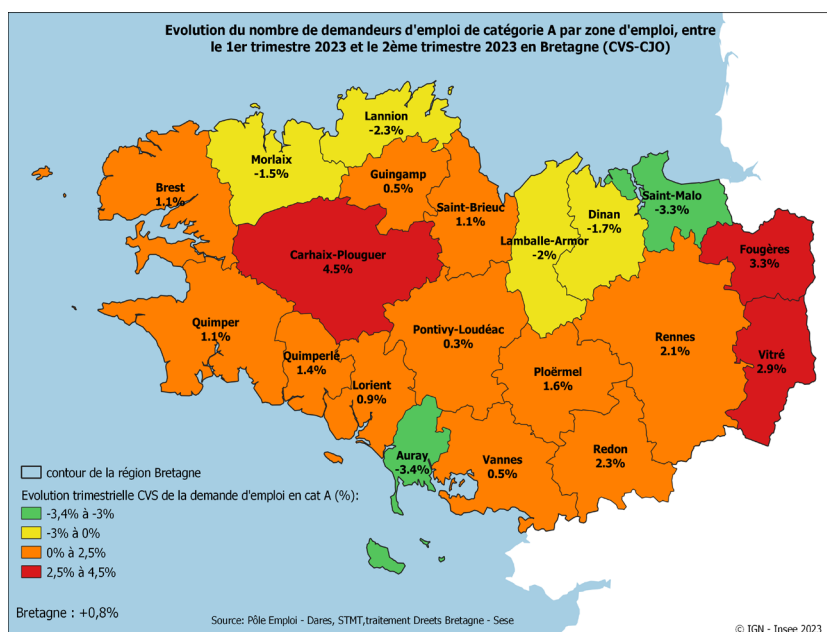 Evolution du nombre de demandeurs d'emploi de catégorie A par zone d'emploi, entre
le 1er trimestre 2023 et le 2ème trimestre 2023 en Bretagne (CVS-CJO)
Lannion
-2.3%
Morlaix
-1.5%
Guingamp
0.5%
Brest
1.1%
Saint-Brieuc
1.1%
Saint-Malo
-3.3%
Dinan
-1.7%
Lamballe-Armor
-2%
Carhaix-Plouguer
4.5%
Fougères
3.3%
Quimper
1.1%
Pontivy-Loudéac
0.3%
Rennes
2.1%
Quimperlé
1.4%
Vitré
2.9%
Ploërmel
1.6%
Lorient
0.9%
Auray
-3.4%
Vannes
0.5%
Redon
2.3%
contour de la région Bretagne
Evolution trimestrielle CVS de la demande d'emploi en cat A (%):
-3,4% à -3%
-3% à 0%
0% à 2,5%
2,5% à 4,5%
Bretagne : +0,8%
Source: Pôle Emploi - Dares, STMT,traitement Dreets Bretagne - Sese
© IGN - Insee 2023